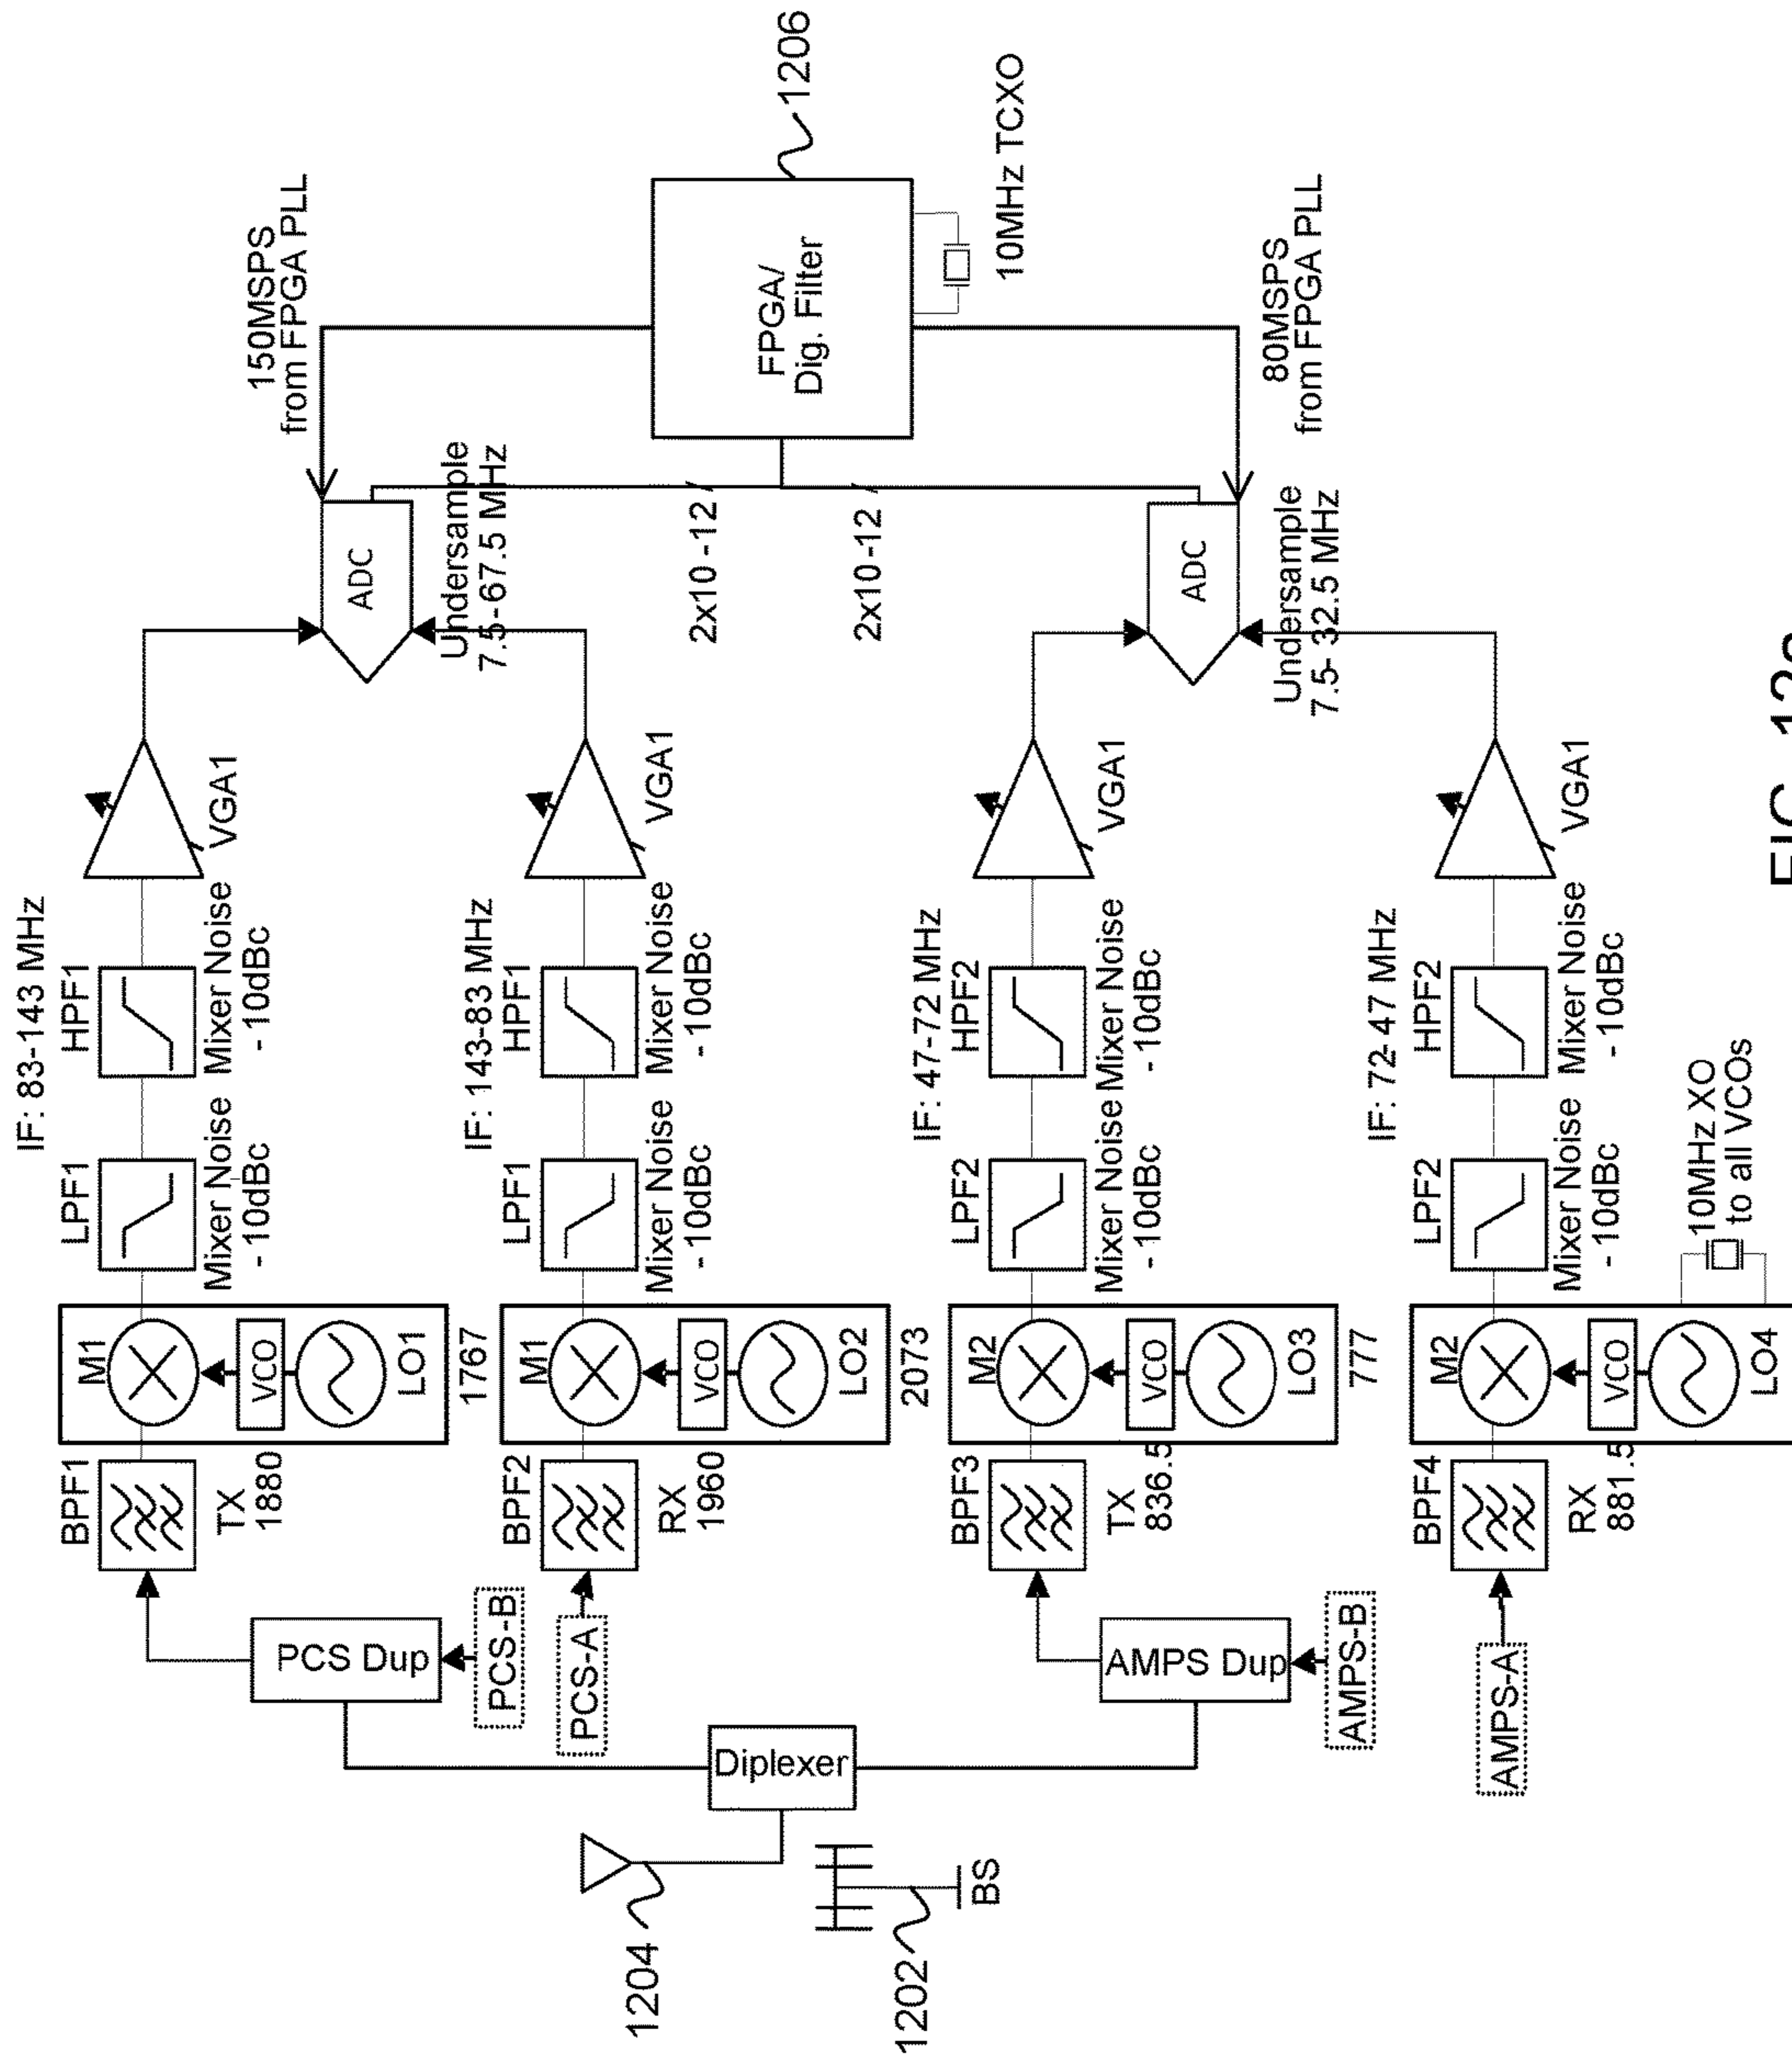 IF: 83-143 MHz
BPF1
M1
LPF1
HPF1
VGA1
TX
1880
VCO
LO1
1767
Mixer Noise
- 10dBc
Mixer Noise
- 10dBc
PCS Dup
PCS-B
PCS-A
IF: 143-83 MHz
BPF2
M1
LPF1
HPF1
VGA1
RX
1960
VCO
LO2
2073
Mixer Noise
- 10dBc
Mixer Noise
- 10dBc
ADC
150MSPS
from FPGA PLL
Undersample
7.5-67.5 MHz
2x10 -12
2x10 -12
FPGA/
Dig. Filter
1206
10MHz TCXO
Diplexer
1204
1202
BS
IF: 47-72 MHz
BPF3
M2
LPF2
HPF2
VGA1
TX
836.5
VCO
LO3
777
Mixer Noise
- 10dBc
Mixer Noise
- 10dBc
AMPS Dup
AMPS-B
AMPS-A
ADC
80MSPS
from FPGA PLL
Undersample
7.5- 32.5 MHz
IF: 72-47 MHz
BPF4
M2
LPF2
HPF2
VGA1
RX
881.5
VCO
LO4
Mixer Noise
- 10dBc
Mixer Noise
- 10dBc
10MHz XO
to all VCOs